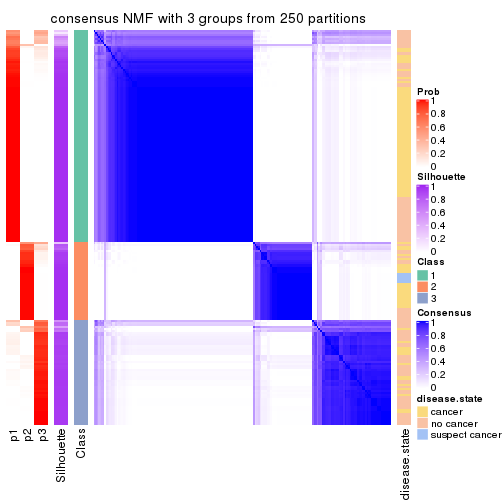 consensus NMF with 3 groups from 250 partitions
Prob
1
0.8
0.6
0.4
0.2
0
Silhouette
1
0.8
0.6
0.4
0.2
0
Class
1
2
3
Consensus
1
0.8
0.6
0.4
0.2
0
disease.state
cancer
no cancer
suspect cancer
p1
p2
p3
Silhouette
Class
disease.state